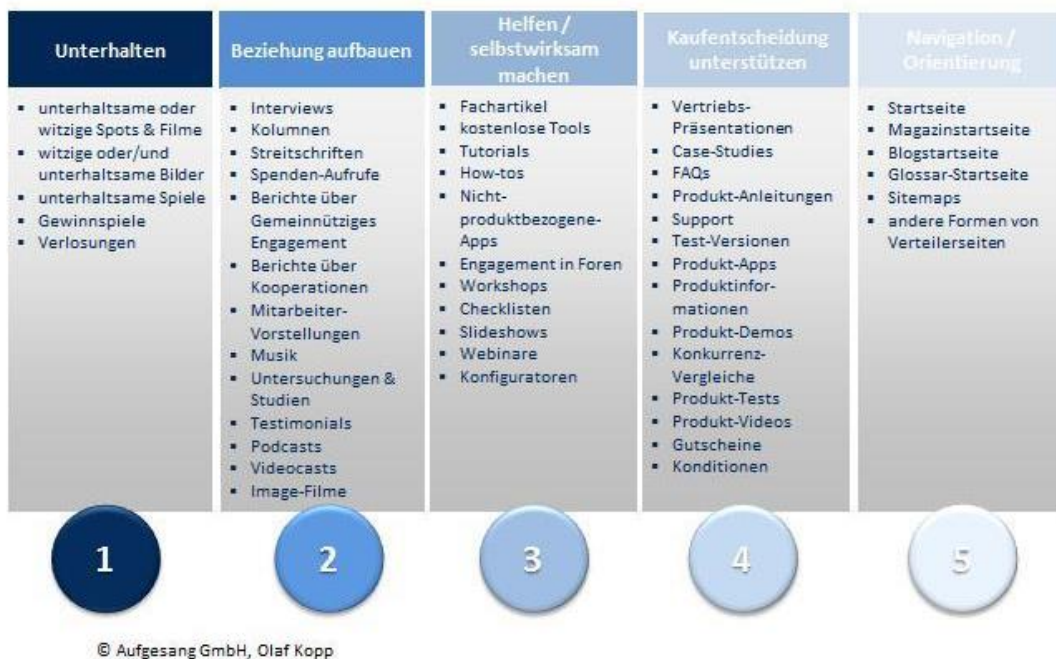 Unterhalten
▪ unterhaltsame oder
witzige Spots & Filme
▪ witzige oder/und
unterhaltsame Bilder
▪ unterhaltsame Spiele
▪ Gewinnspiele
▪ Verlosungen
1
Beziehung aufbauen
▪ Interviews
▪ Kolumnen
▪ Streitschriften
▪ Spenden-Aufrufe
▪ Berichte über
Gemeinnütziges
Engagement
▪ Berichte über
Kooperationen
▪ Mitarbeiter-
Vorstellungen
▪ Musik
▪ Untersuchungen &
Studien
▪ Testimonials
▪ Podcasts
▪ Videocasts
▪ Image-Filme
2
Helfen /
selbstwirksam
machen
▪ Fachartikel
▪ kostenlose Tools
▪ Tutorials
▪ How-tos
▪ Nicht-
produktbezogene-
Apps
▪ Engagement in Foren
▪ Workshops
▪ Checklisten
▪ Slideshows
▪ Webinare
▪ Konfiguratoren
3
Kaufentscheidung
unterstützen
▪ Vertriebs-
Präsentationen
▪ Case-Studies
▪ FAQs
▪ Produkt-Anleitungen
▪ Support
▪ Test-Versionen
▪ Produkt-Apps
▪ Produktinfor-
mationen
▪ Produkt-Demos
▪ Konkurrenz-
Vergleiche
▪ Produkt-Tests
▪ Produkt-Videos
▪ Gutscheine
▪ Konditionen
4
Navigation /
Orientierung
▪ Startseite
▪ Magazinstartseite
▪ Blogstartseite
▪ Glossar-Startseite
▪ Sitemaps
▪ andere Formen von
Verteilerseiten
5
© Aufgesang GmbH, Olaf Kopp